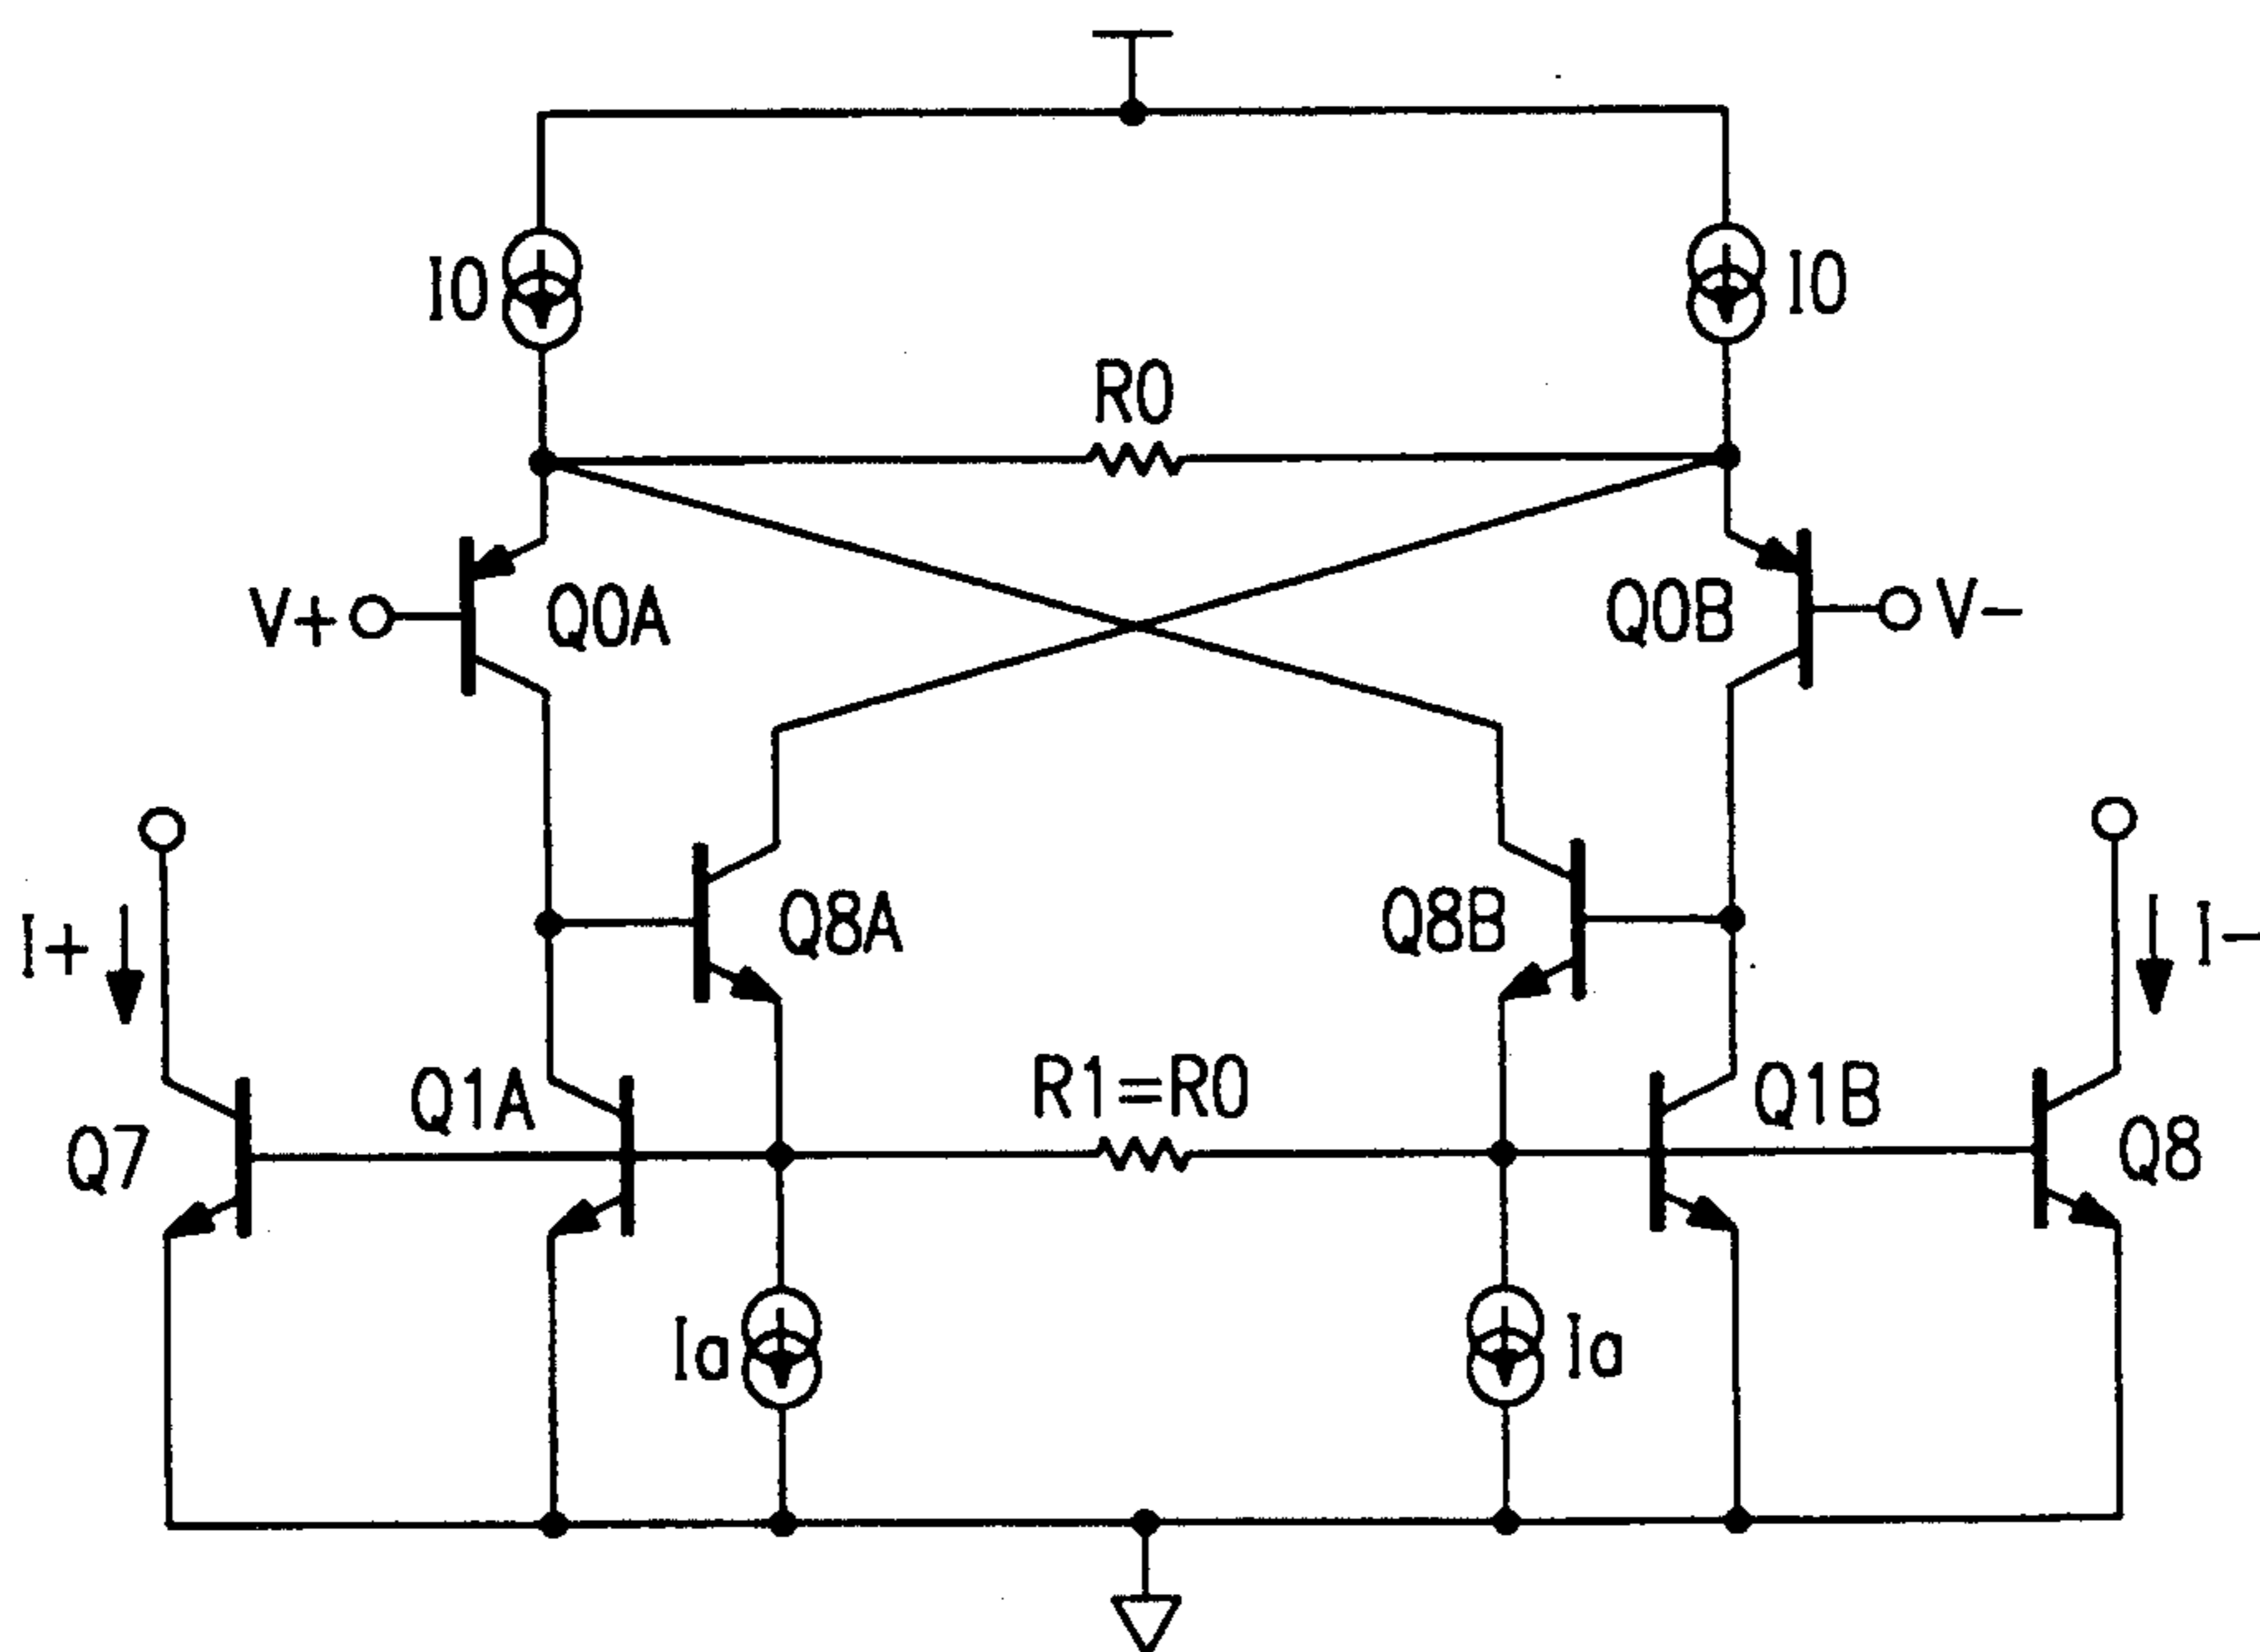 I0
I0
R0
V+
Q0A
Q0B
V-
I+
Q8A
Q8B
I-
Q7
Q1A
R1=R0
Q1B
Q8
Ia
Ia